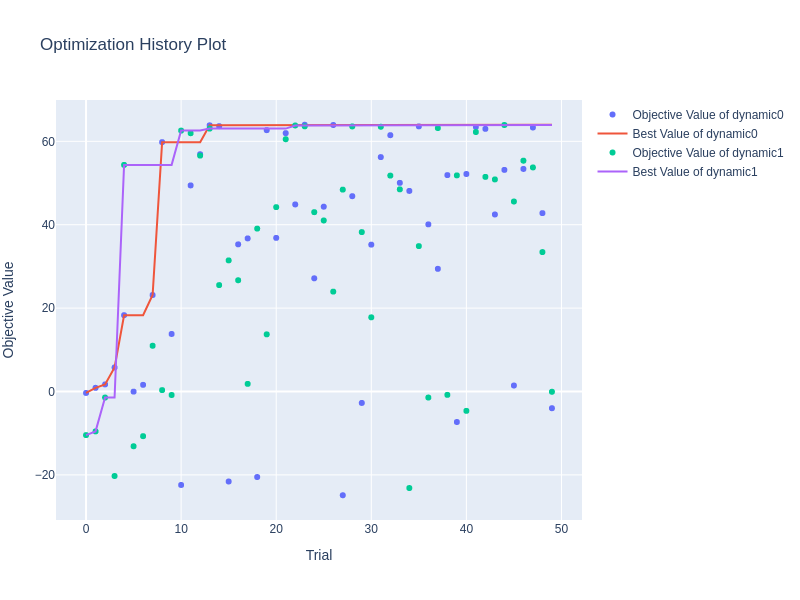 Optimization History Plot
Objective Value of dynamic0
Best Value of dynamic0
Objective Value of dynamic1
Best Value of dynamic1
Objective Value
60
40
20
0
−20
0 10 20 30 40 50
Trial